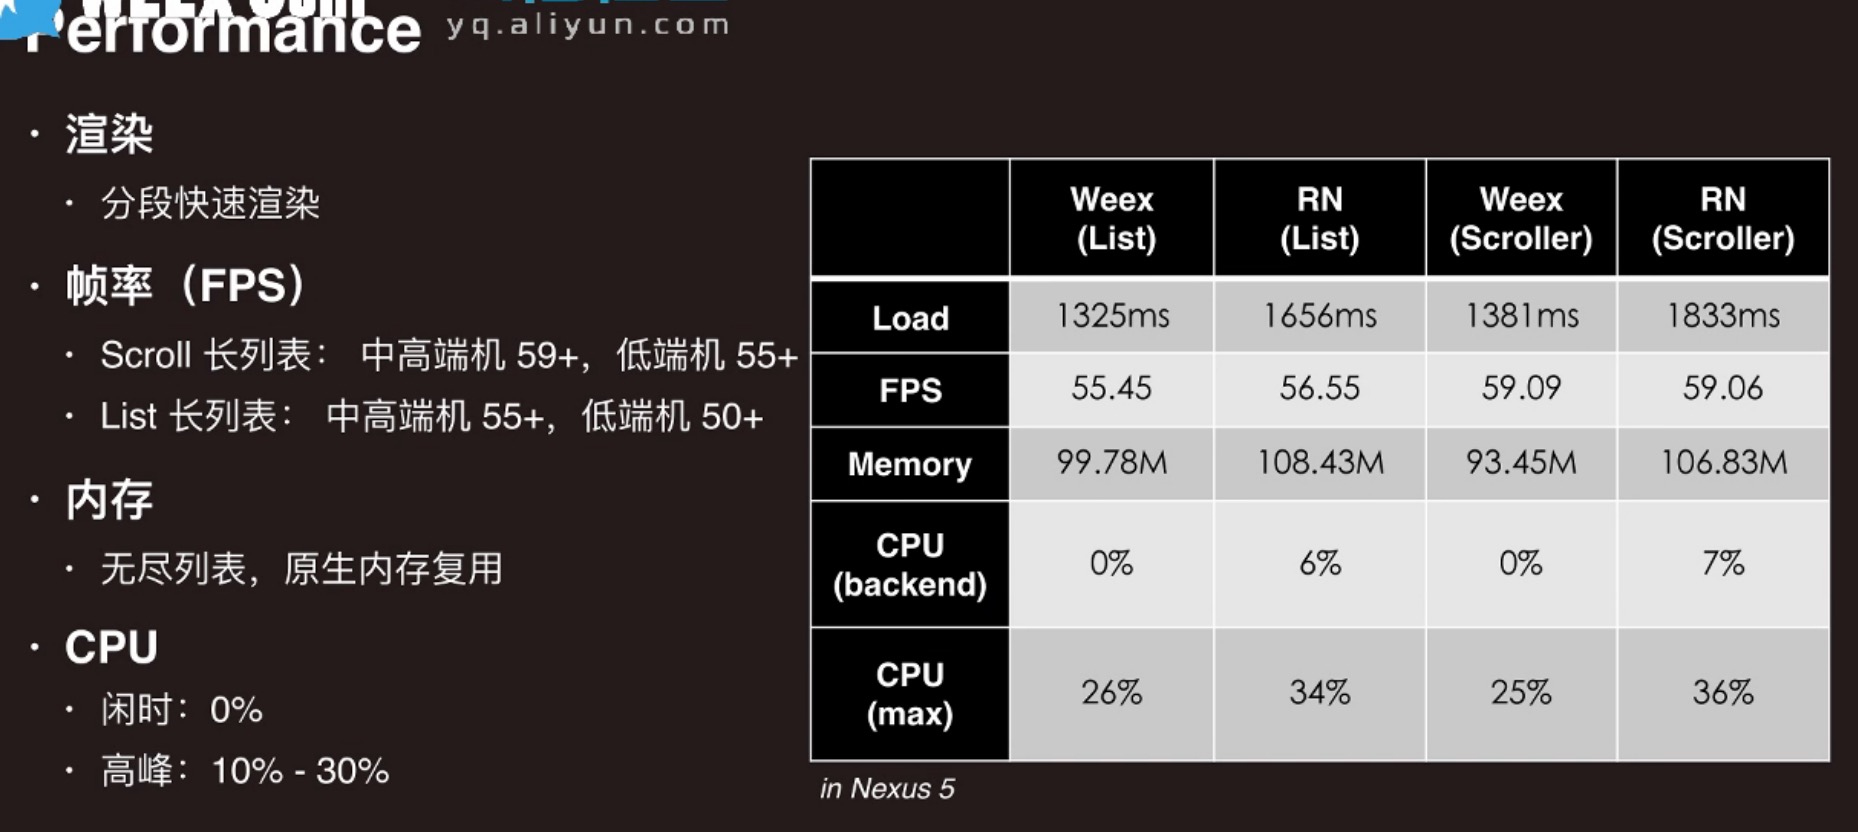 Performance
yq.aliyun.com
· 渲染
· 分段快速渲染
· 帧率（FPS）
· Scroll 长列表： 中高端机 59+，低端机 55+
· List 长列表： 中高端机 55+，低端机 50+
· 内存
· 无尽列表，原生内存复用
· CPU
· 闲时：0%
· 高峰：10% - 30%
Weex (List) RN (List) Weex (Scroller) RN (Scroller)
Load 1325ms 1656ms 1381ms 1833ms
FPS 55.45 56.55 59.09 59.06
Memory 99.78M 108.43M 93.45M 106.83M
CPU (backend) 0% 6% 0% 7%
CPU (max) 26% 34% 25% 36%
in Nexus 5